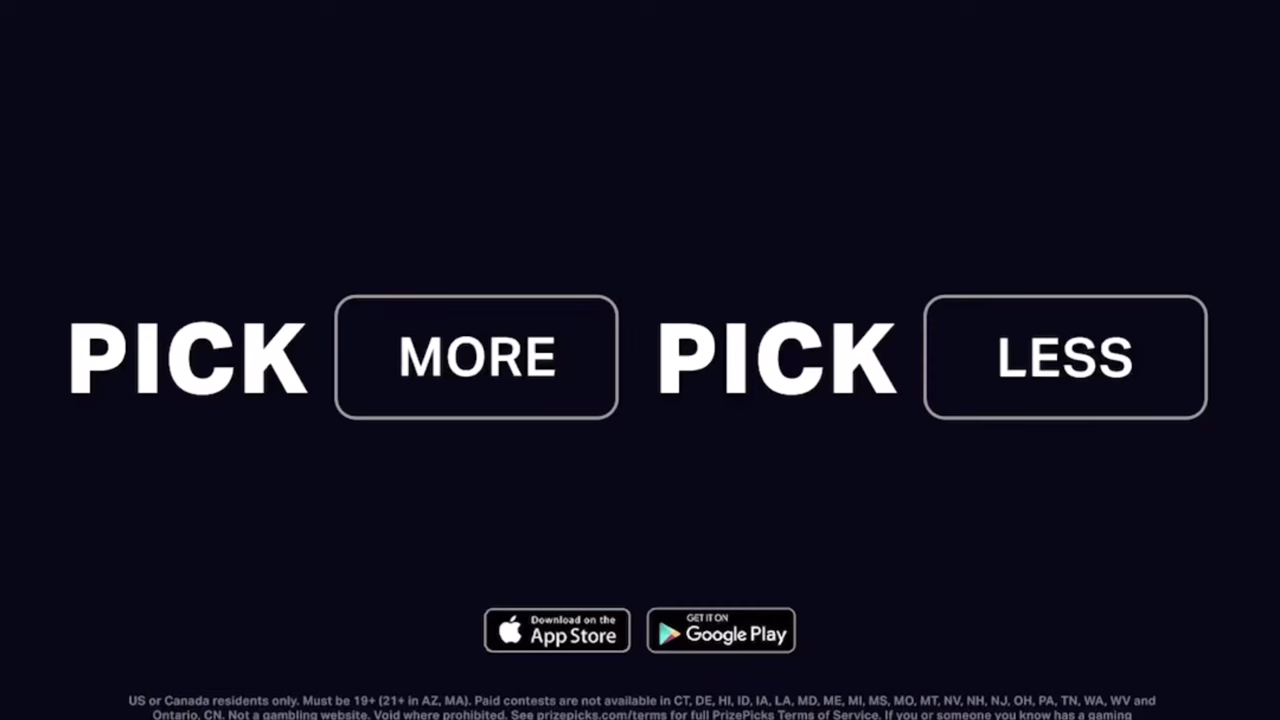 PICK MORE PICK LESS
Download on the GET IT ON
App Store Google Play
US or Canada residents only. Must be 19+ (21+ in AZ, MA). Paid contests are not available in CT, DE, HI, ID, IA, LA, MD, ME, MI, MS, MO, MT, NV, NH, NJ, OH, PA, TN, WA, WV and
Ontario, CN. Not a gambling website. Void where prohibited. See prizepicks.com/terms for full PrizePicks Terms of Service. If you or someone you know has a gaming